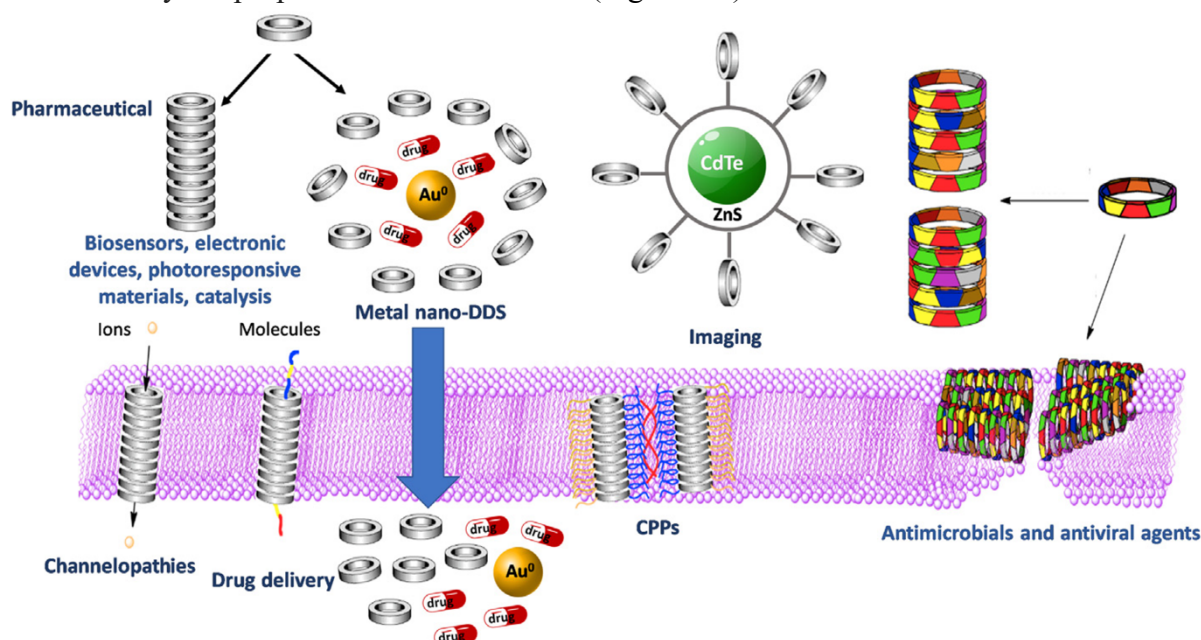 Pharmaceutical
Biosensors, electronic
devices, photoresponsive
materials, catalysis
drug
drug
drug
Au⁰
drug
drug
Metal nano-DDS
CdTe
ZnS
Imaging
Ions
Molecules
Channelopathies
Drug delivery
drug
drug
Au⁰
drug
drug
drug
CPPs
Antimicrobials and antiviral agents